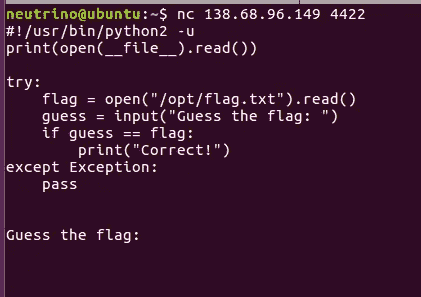 neutrino@ubuntu:~$ nc 138.68.96.149 4422
#!/usr/bin/python2 -u
print(open(__file__).read())

try:
    flag = open("/opt/flag.txt").read()
    guess = input("Guess the flag: ")
    if guess == flag:
        print("Correct!")
except Exception:
    pass


Guess the flag: